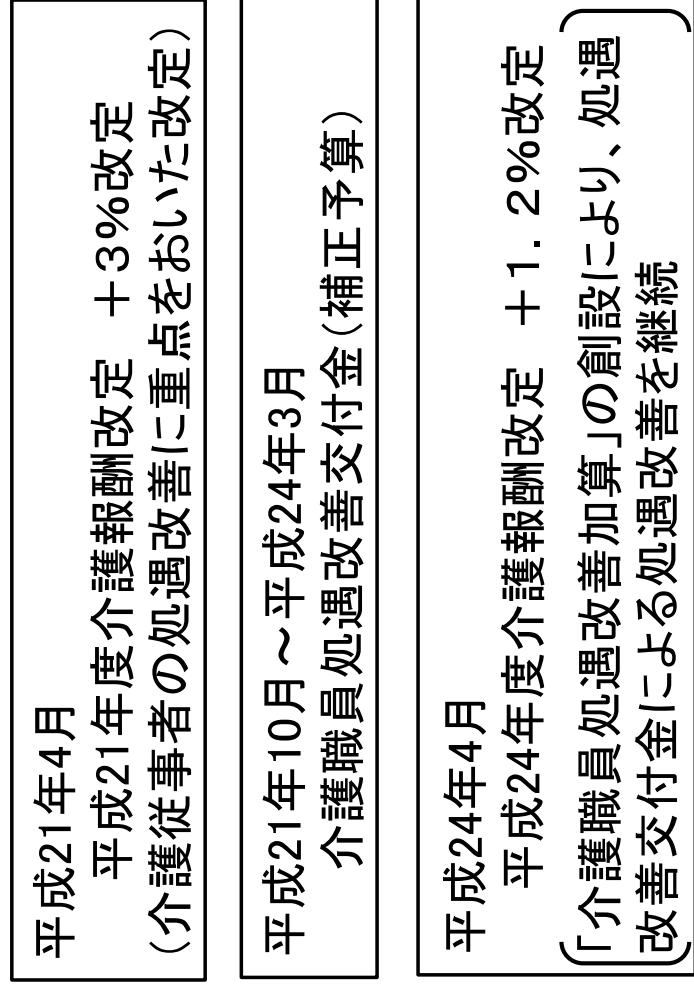 平成21年4月
平成21年度介護報酬改定　＋3％改定
（介護従事者の処遇改善に重点をおいた改定）
平成21年10月～平成24年3月
介護職員処遇改善交付金（補正予算）
平成24年4月
平成24年度介護報酬改定　＋1．2％改定
「介護職員処遇改善加算」の創設により、処遇
改善交付金による処遇改善を継続